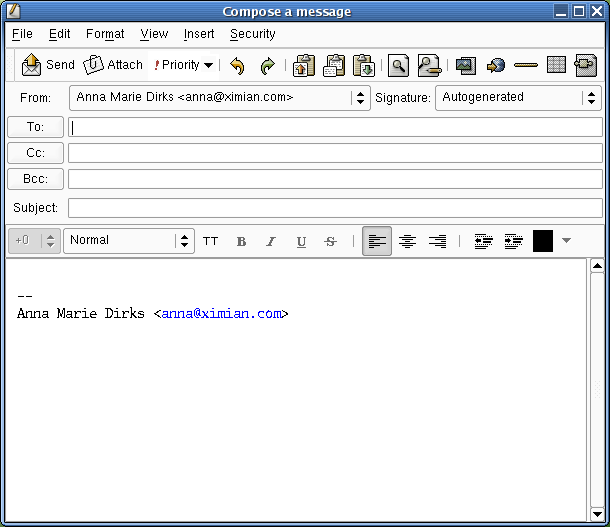 Compose a message
File Edit Format View Insert Security
Send Attach ! Priority
From: Anna Marie Dirks <anna@ximian.com> Signature: Autogenerated
To:
Cc:
Bcc:
Subject:
+0 Normal TT B I U S
--
Anna Marie Dirks <anna@ximian.com>